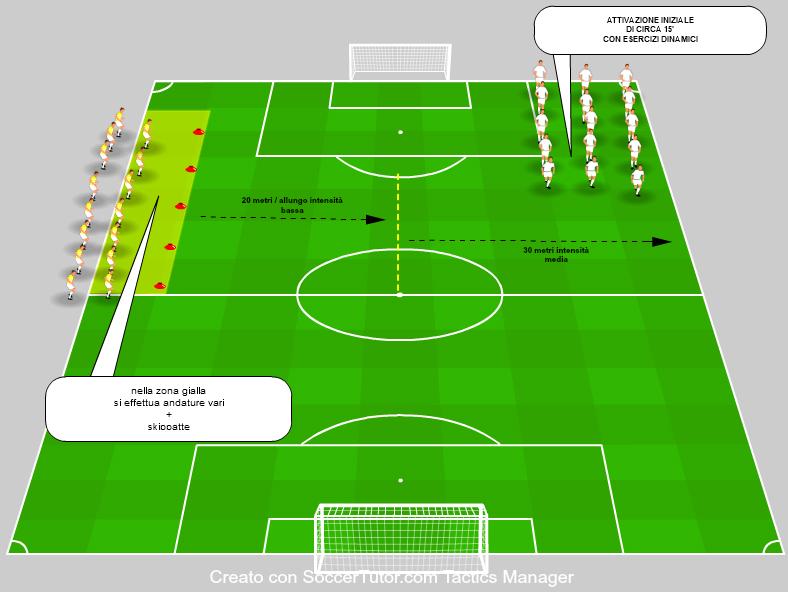 ATTIVAZIONE INIZIALE
DI CIRCA 15'
CON ESERCIZI DINAMICI
20 metri / allungo intensità
bassa
30 metri intensità
media
nella zona gialla
si effettua andature vari
+
skippatte
Creato con SoccerTutor.com Tactics Manager